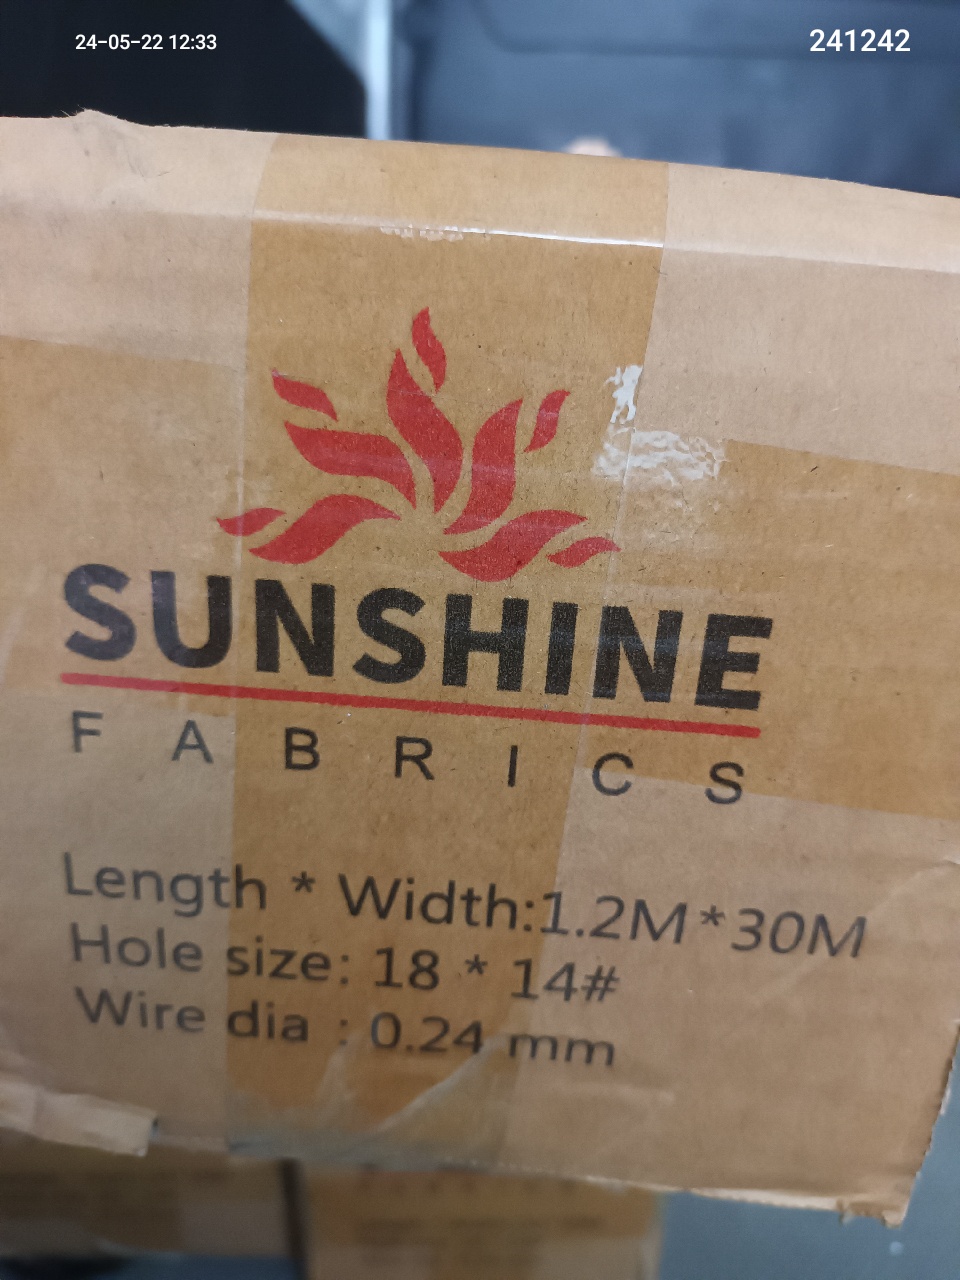 24-05-22 12:33
241242
SUNSHINE
FABRICS
Length * Width:1.2M*30M
Hole size: 18 * 14#
Wire dia : 0.24 mm